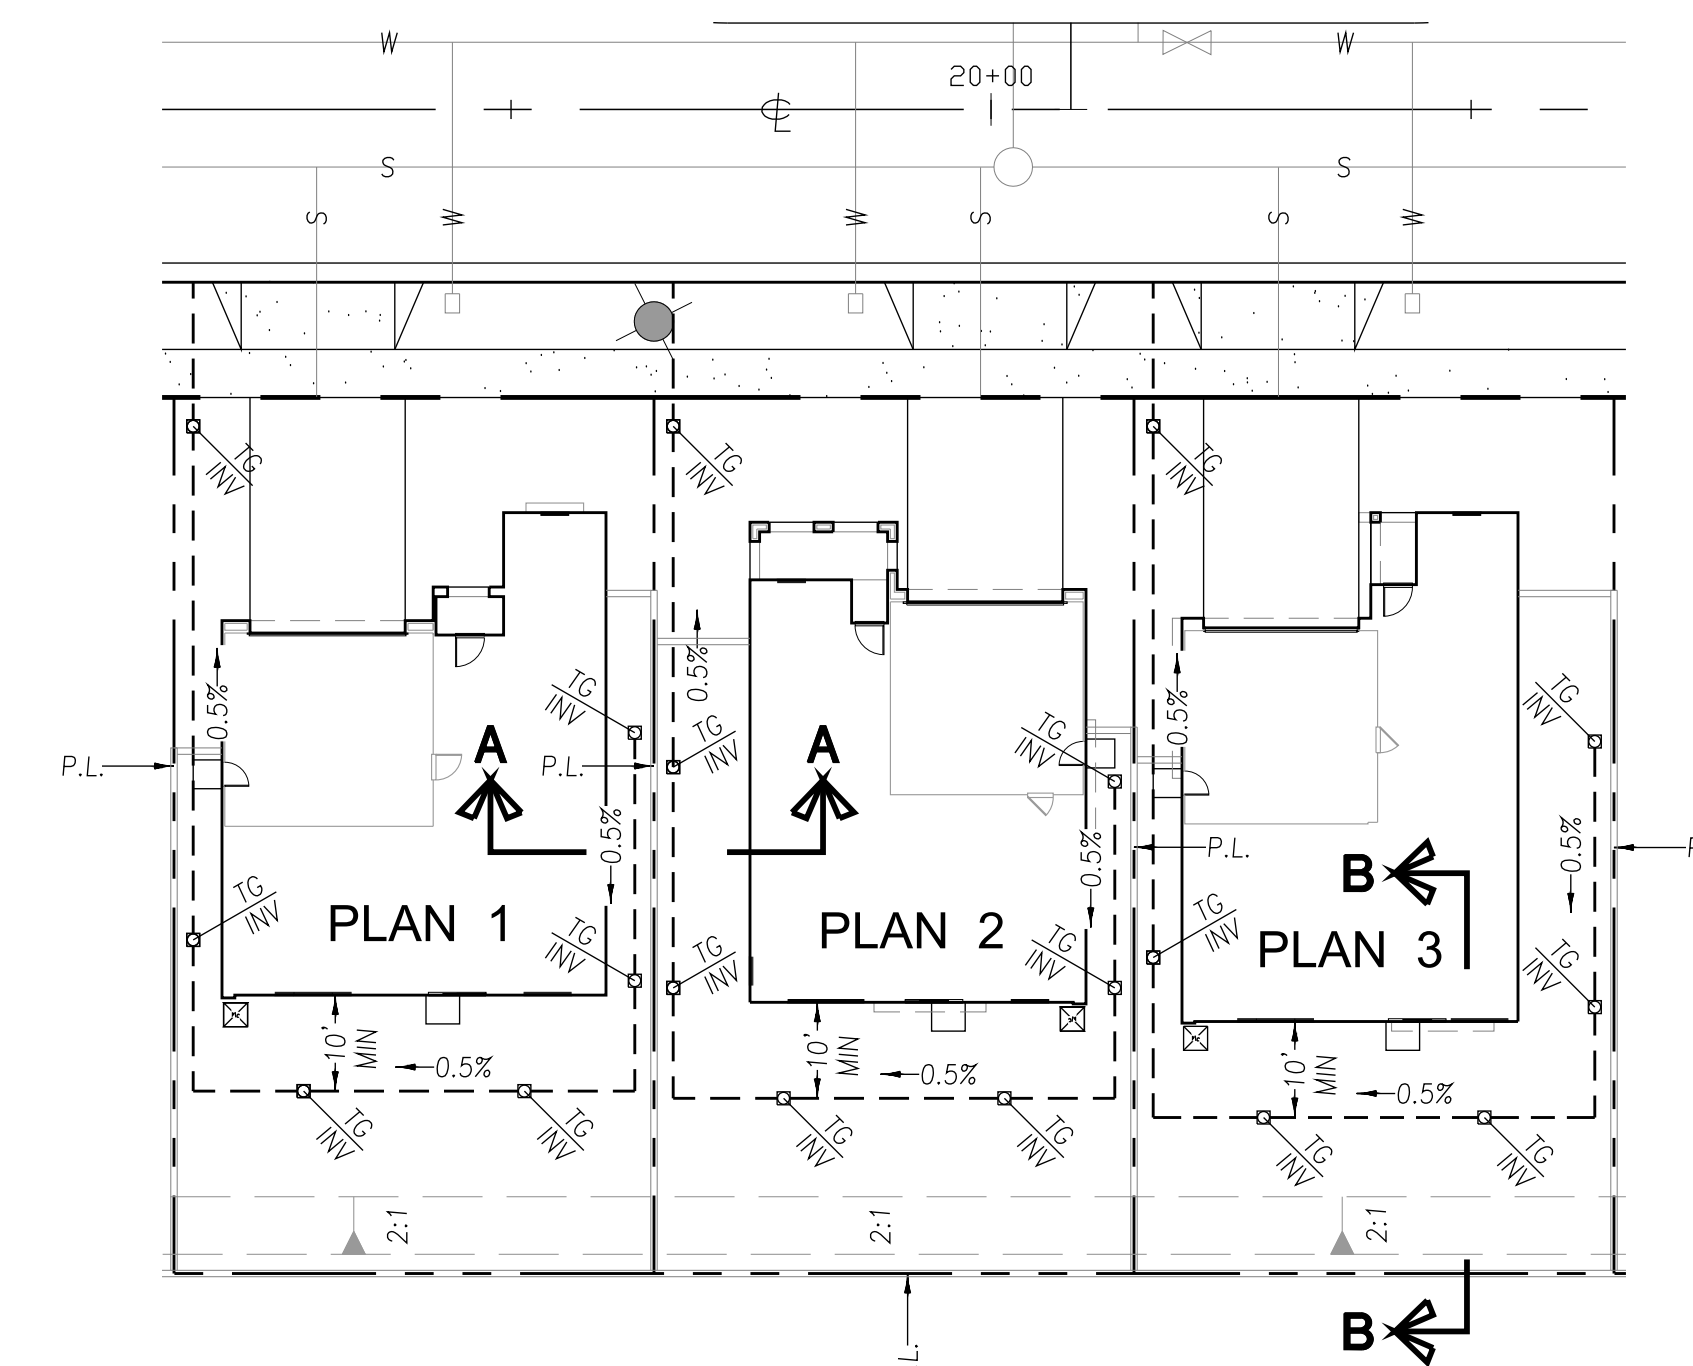 W
W
20+00
℄
S
S
S
W
W
S
S
W
TG
INV
TG
INV
TG
INV
0.5%
TG
INV
0.5%
TG
INV
TG
INV
0.5%
TG
INV
P.L.
A
P.L.
A
0.5%
0.5%
P.L.
0.5%
P
B
TG
INV
PLAN 1
TG
INV
TG
INV
PLAN 2
TG
INV
TG
INV
PLAN 3
TG
INV
10'
MIN
0.5%
10'
MIN
0.5%
10'
MIN
0.5%
TG
INV
TG
INV
TG
INV
TG
INV
TG
INV
TG
INV
2:1
2:1
2:1
B
L.